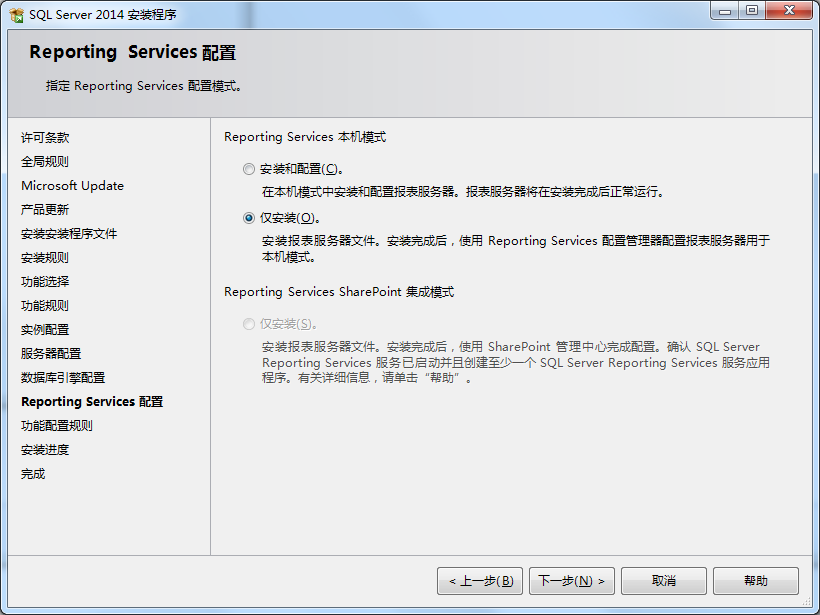 SQL Server 2014 安装程序
Reporting Services 配置
指定 Reporting Services 配置模式。
许可条款
全局规则
Microsoft Update
产品更新
安装安装程序文件
安装规则
功能选择
功能规则
实例配置
服务器配置
数据库引擎配置
Reporting Services 配置
功能配置规则
安装进度
完成
Reporting Services 本机模式
安装和配置(C)。
在本机模式中安装和配置报表服务器。报表服务器将在安装完成后正常运行。
仅安装(O)。
安装报表服务器文件。安装完成后，使用 Reporting Services 配置管理器配置报表服务器用于
本机模式。
Reporting Services SharePoint 集成模式
仅安装(S)。
安装报表服务器文件。安装完成后，使用 SharePoint 管理中心完成配置。确认 SQL Server
Reporting Services 服务已启动并且创建至少一个 SQL Server Reporting Services 服务应用
程序。有关详细信息，请单击“帮助”。
< 上一步(B)
下一步(N) >
取消
帮助